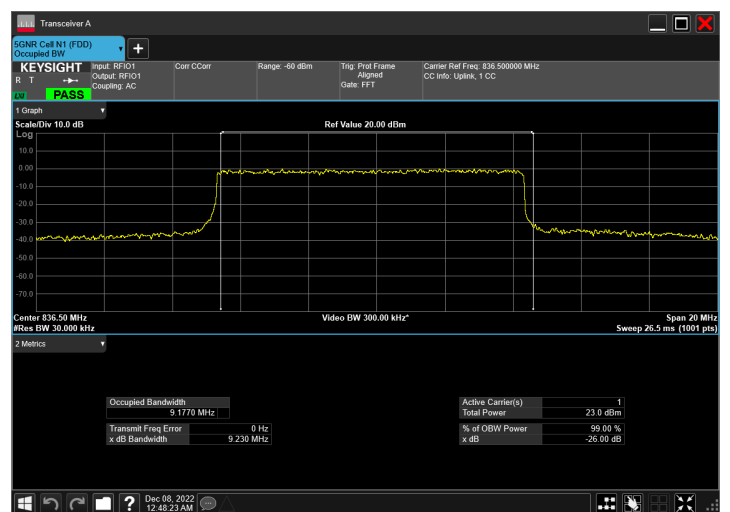 Transceiver A
5GNR Cell N1 (FDD)
Occupied BW
KEYSIGHT
R T
LNI
PASS
Input: RFIO1
Output: RFIO1
Coupling: AC
Corr CCorr
Range: -60 dBm
Trig: Prot Frame
Aligned
Gate: FFT
Carrier Ref Freq: 836.500000 MHz
CC Info: Uplink, 1 CC
1 Graph
Scale/Div 10.0 dB
Ref Value 20.00 dBm
Log
10.0
0.00
-10.0
-20.0
-30.0
-40.0
-50.0
-60.0
-70.0
Center 836.50 MHz
#Res BW 30.000 kHz
Video BW 300.00 kHz*
Span 20 MHz
Sweep 26.5 ms (1001 pts)
2 Metrics
Occupied Bandwidth
9.1770 MHz
Transmit Freq Error 0 Hz
x dB Bandwidth 9.230 MHz
Active Carrier(s) 1
Total Power 23.0 dBm
% of OBW Power 99.00 %
x dB -26.00 dB
?
Dec 08, 2022
12:48:23 AM